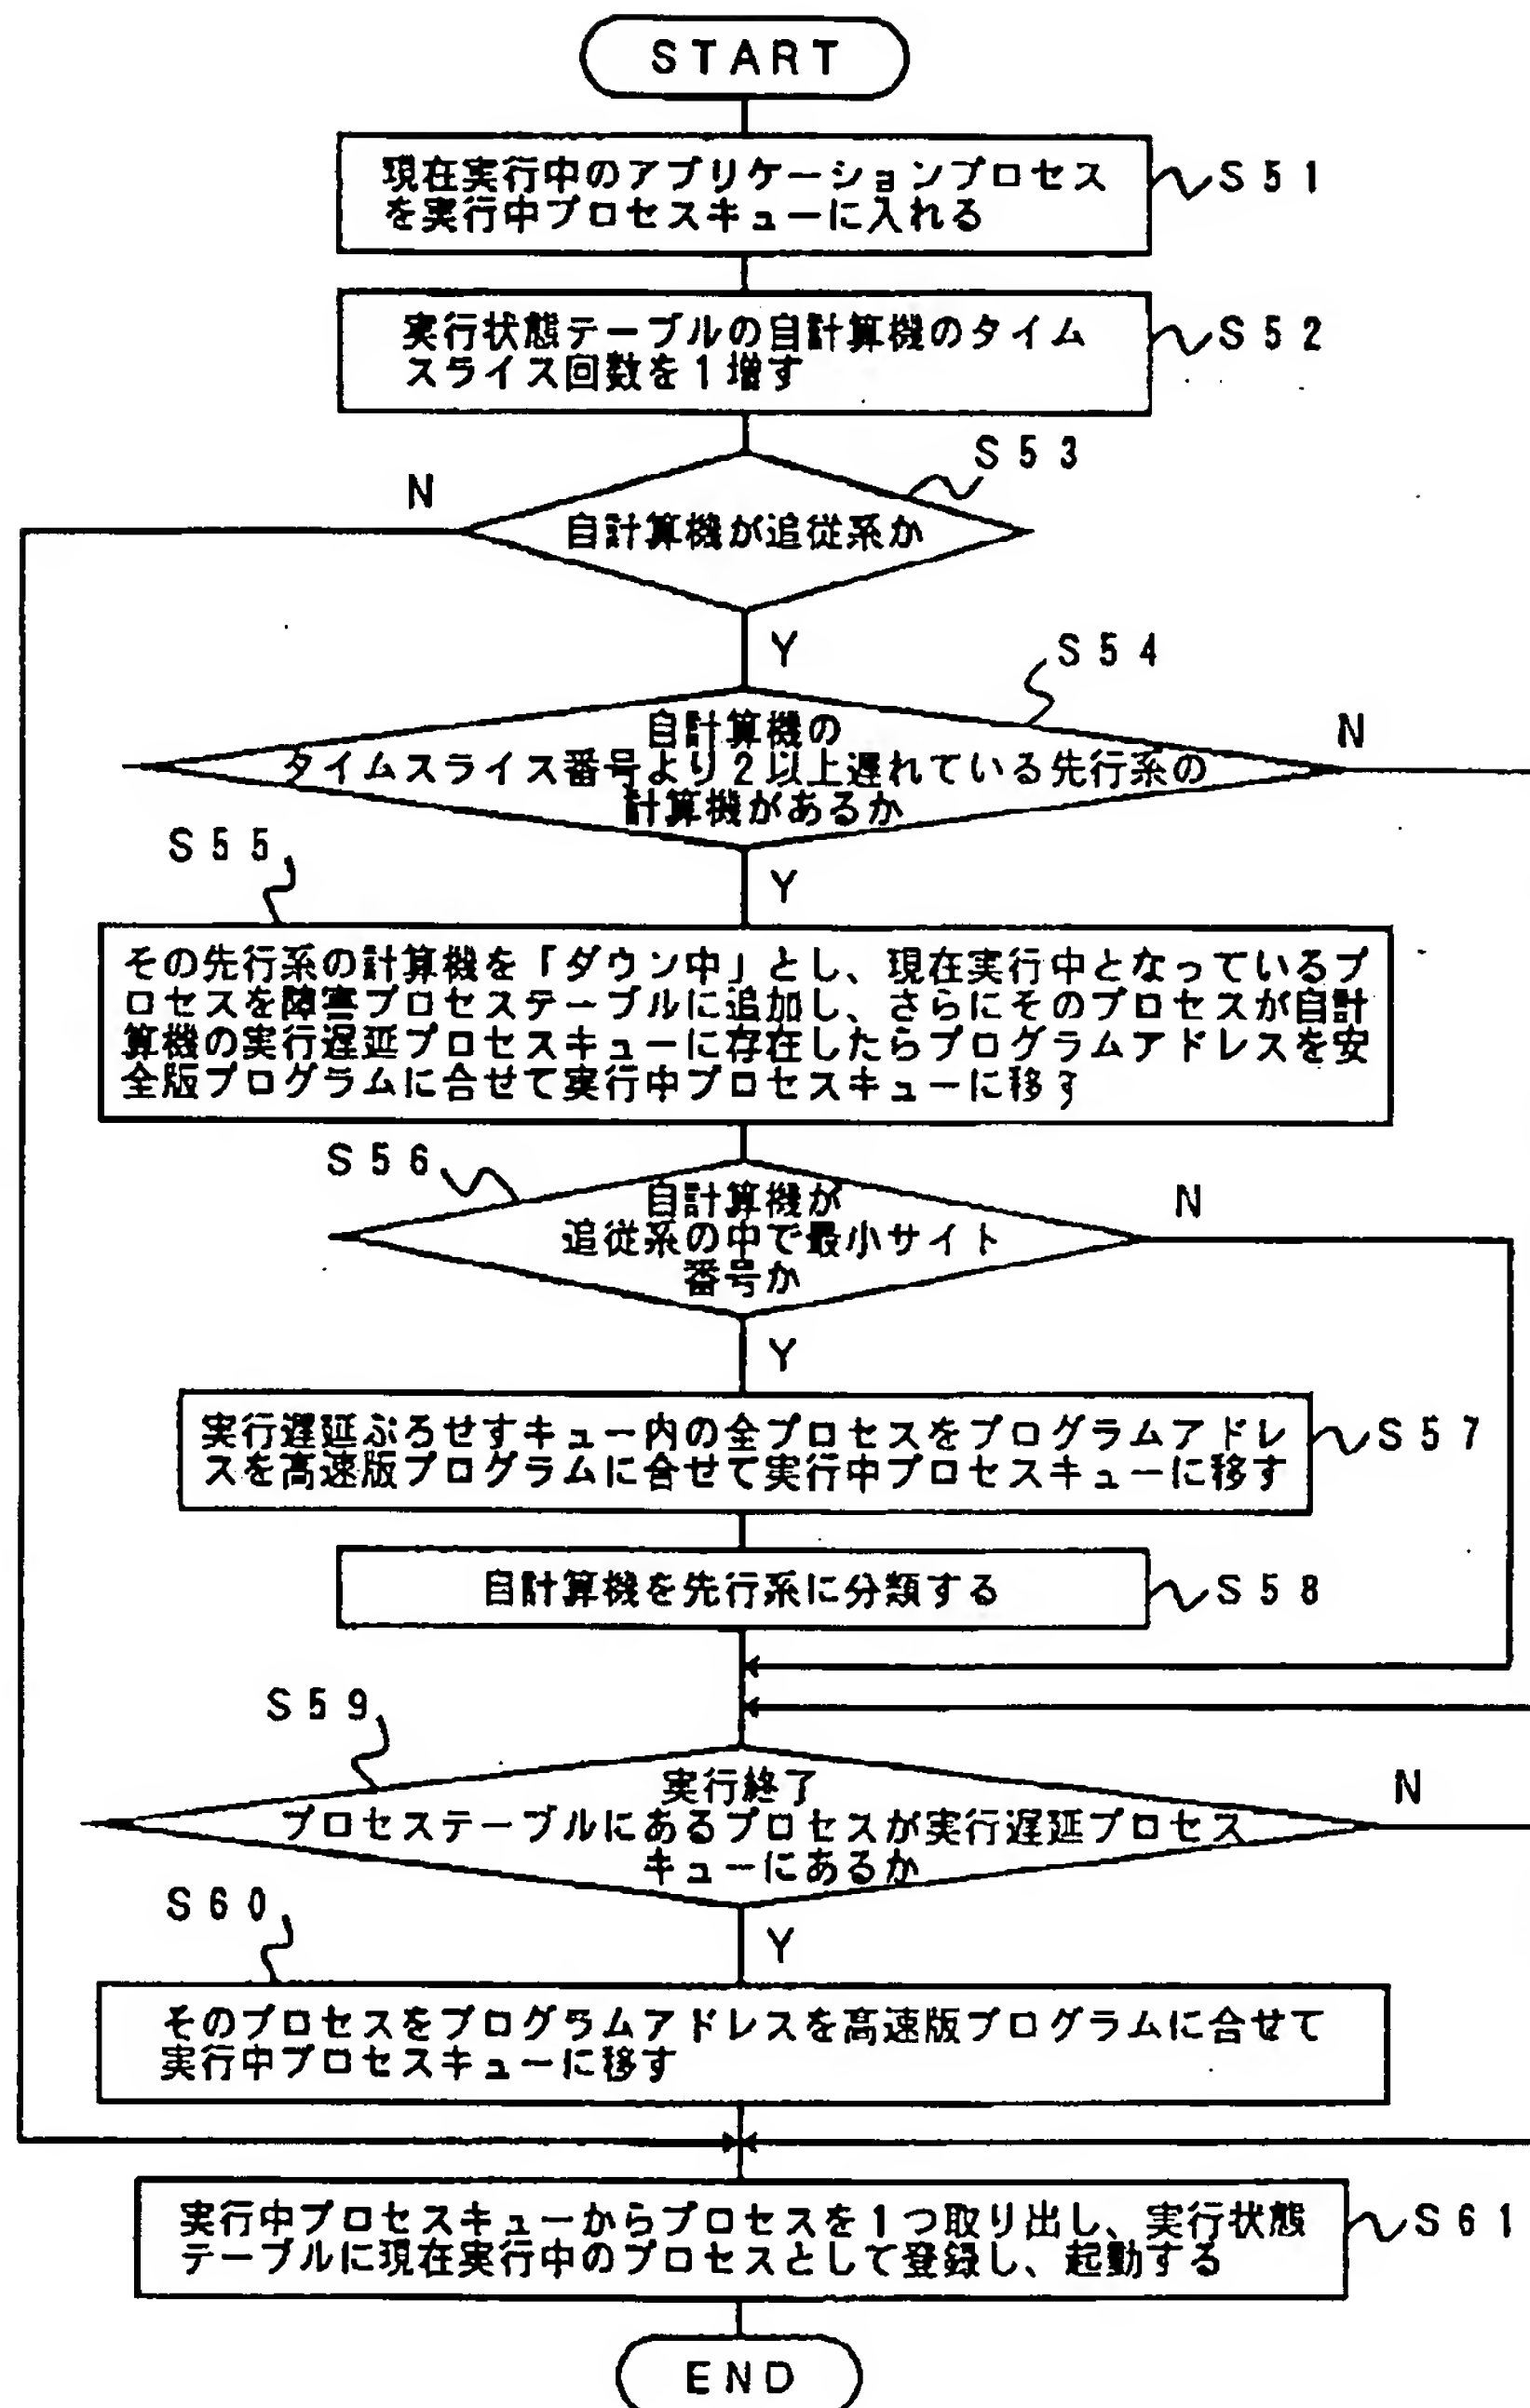 START
現在実行中のアプリケーションプロセス
を実行中プロセスキューに入れる
S51
実行状態テーブルの自計算機のタイム
スライス回数を1増す
S52
S53
N
自計算機が追従系か
Y
S54
自計算機の
タイムスライス番号より2以上遅れている先行系の
計算機があるか
N
S55
Y
その先行系の計算機を「ダウン中」とし、現在実行中となっているプ
ロセスを障害プロセステーブルに追加し、さらにそのプロセスが自計
算機の実行遅延プロセスキューに存在したらプログラムアドレスを安
全版プログラムに合せて実行中プロセスキューに移す
S56
自計算機が
追従系の中で最小サイト
番号か
N
Y
実行遅延ぷろせすキュー内の全プロセスをプログラムアドレ
スを高速版プログラムに合せて実行中プロセスキューに移す
S57
自計算機を先行系に分類する
S58
S59
実行終了
プロセステーブルにあるプロセスが実行遅延プロセス
キューにあるか
N
S60
Y
そのプロセスをプログラムアドレスを高速版プログラムに合せて
実行中プロセスキューに移す
実行中プロセスキューからプロセスを1つ取り出し、実行状態
テーブルに現在実行中のプロセスとして登録し、起動する
S61
END